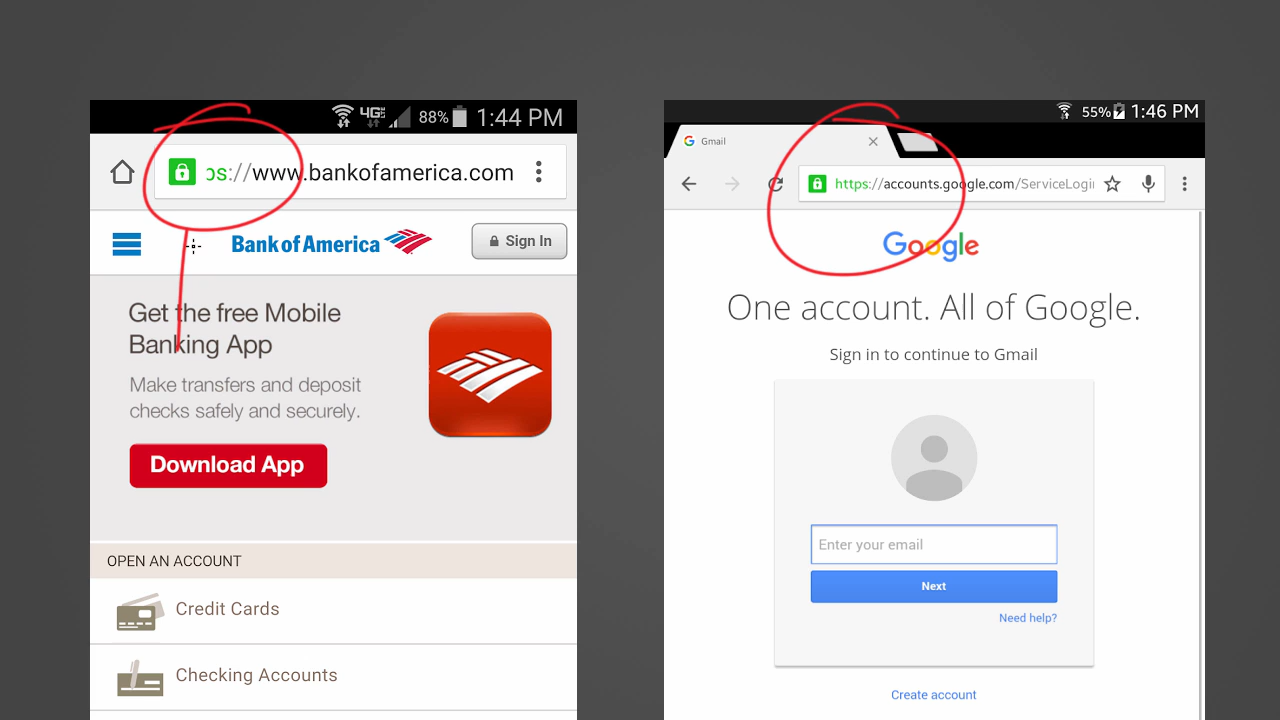 4G
88%
1:44 PM
ps://www.bankofamerica.com
Bank of America
Sign In
Get the free Mobile
Banking App
Make transfers and deposit
checks safely and securely.
Download App
OPEN AN ACCOUNT
Credit Cards
Checking Accounts
55%
1:46 PM
Gmail
https://accounts.google.com/ServiceLogin
Google
One account. All of Google.
Sign in to continue to Gmail
Enter your email
Next
Need help?
Create account